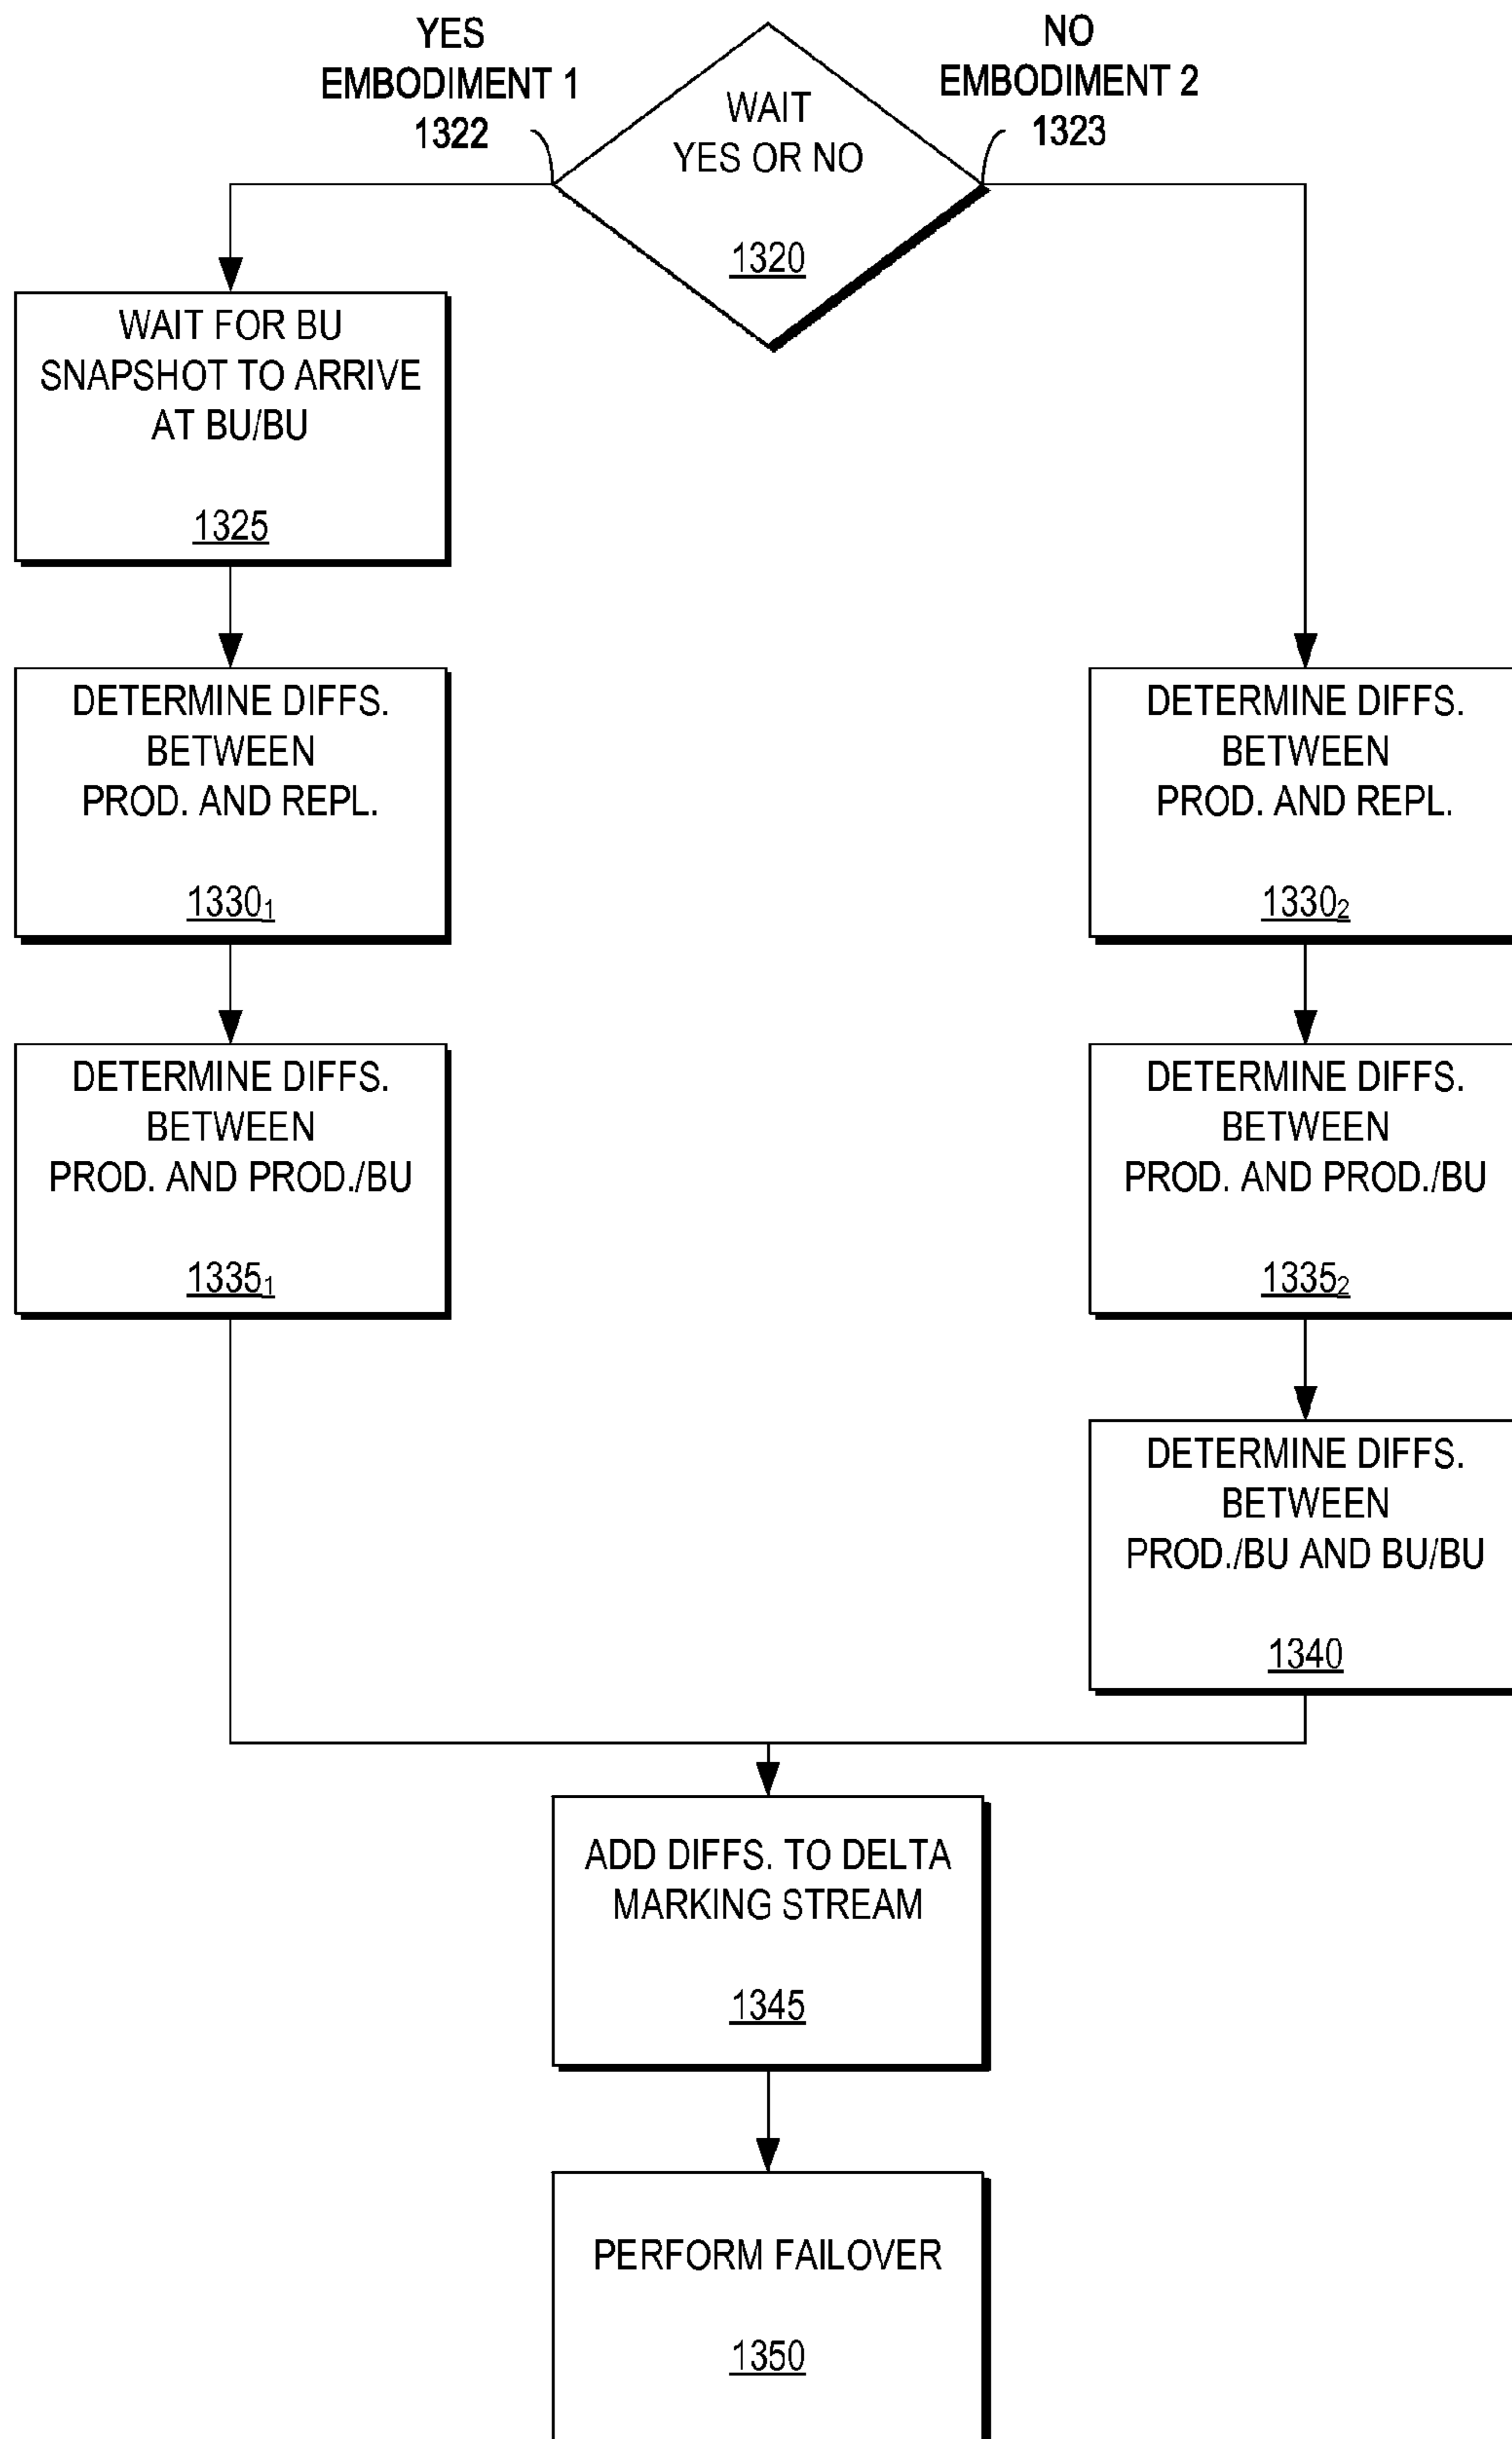 YES
EMBODIMENT 1
1322
NO
EMBODIMENT 2
1323
WAIT
YES OR NO
1320
WAIT FOR BU
SNAPSHOT TO ARRIVE
AT BU/BU
1325
DETERMINE DIFFS.
BETWEEN
PROD. AND REPL.
1330₁
DETERMINE DIFFS.
BETWEEN
PROD. AND REPL.
1330₂
DETERMINE DIFFS.
BETWEEN
PROD. AND PROD./BU
1335₁
DETERMINE DIFFS.
BETWEEN
PROD. AND PROD./BU
1335₂
DETERMINE DIFFS.
BETWEEN
PROD./BU AND BU/BU
1340
ADD DIFFS. TO DELTA
MARKING STREAM
1345
PERFORM FAILOVER
1350